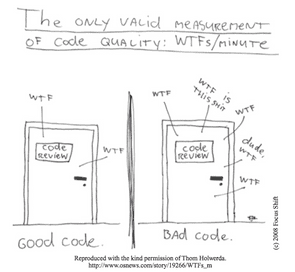 The only valid measurement
of code quality: WTFs/minute
WTF
code
review
WTF
Good code.
WTF
WTF is
this shit
WTF
code
review
dude,
WTF
WTF
Bad code.
(c) 2008 Focus Shift
Reproduced with the kind permission of Thom Holwerda.
http://www.osnews.com/story/19266/WTFs_m